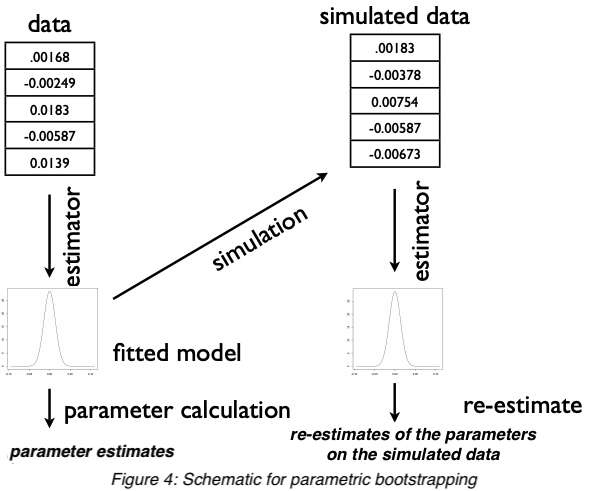 data
.00168
-0.00249
0.0183
-0.00587
0.0139
estimator
fitted model
parameter calculation
parameter estimates
simulation
simulated data
.00183
-0.00378
0.00754
-0.00587
-0.00673
estimator
re-estimate
re-estimates of the parameters
on the simulated data
Figure 4: Schematic for parametric bootstrapping